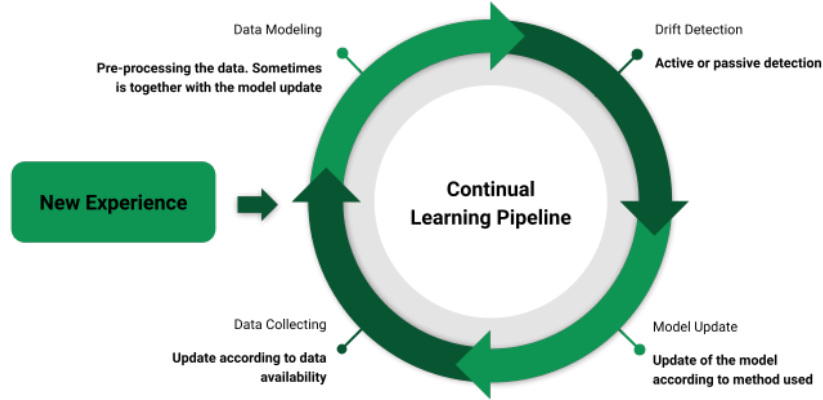 Data Modeling
Pre-processing the data. Sometimes
is together with the model update
Drift Detection
Active or passive detection
New Experience
Continual
Learning Pipeline
Data Collecting
Update according to data
availability
Model Update
Update of the model
according to method used